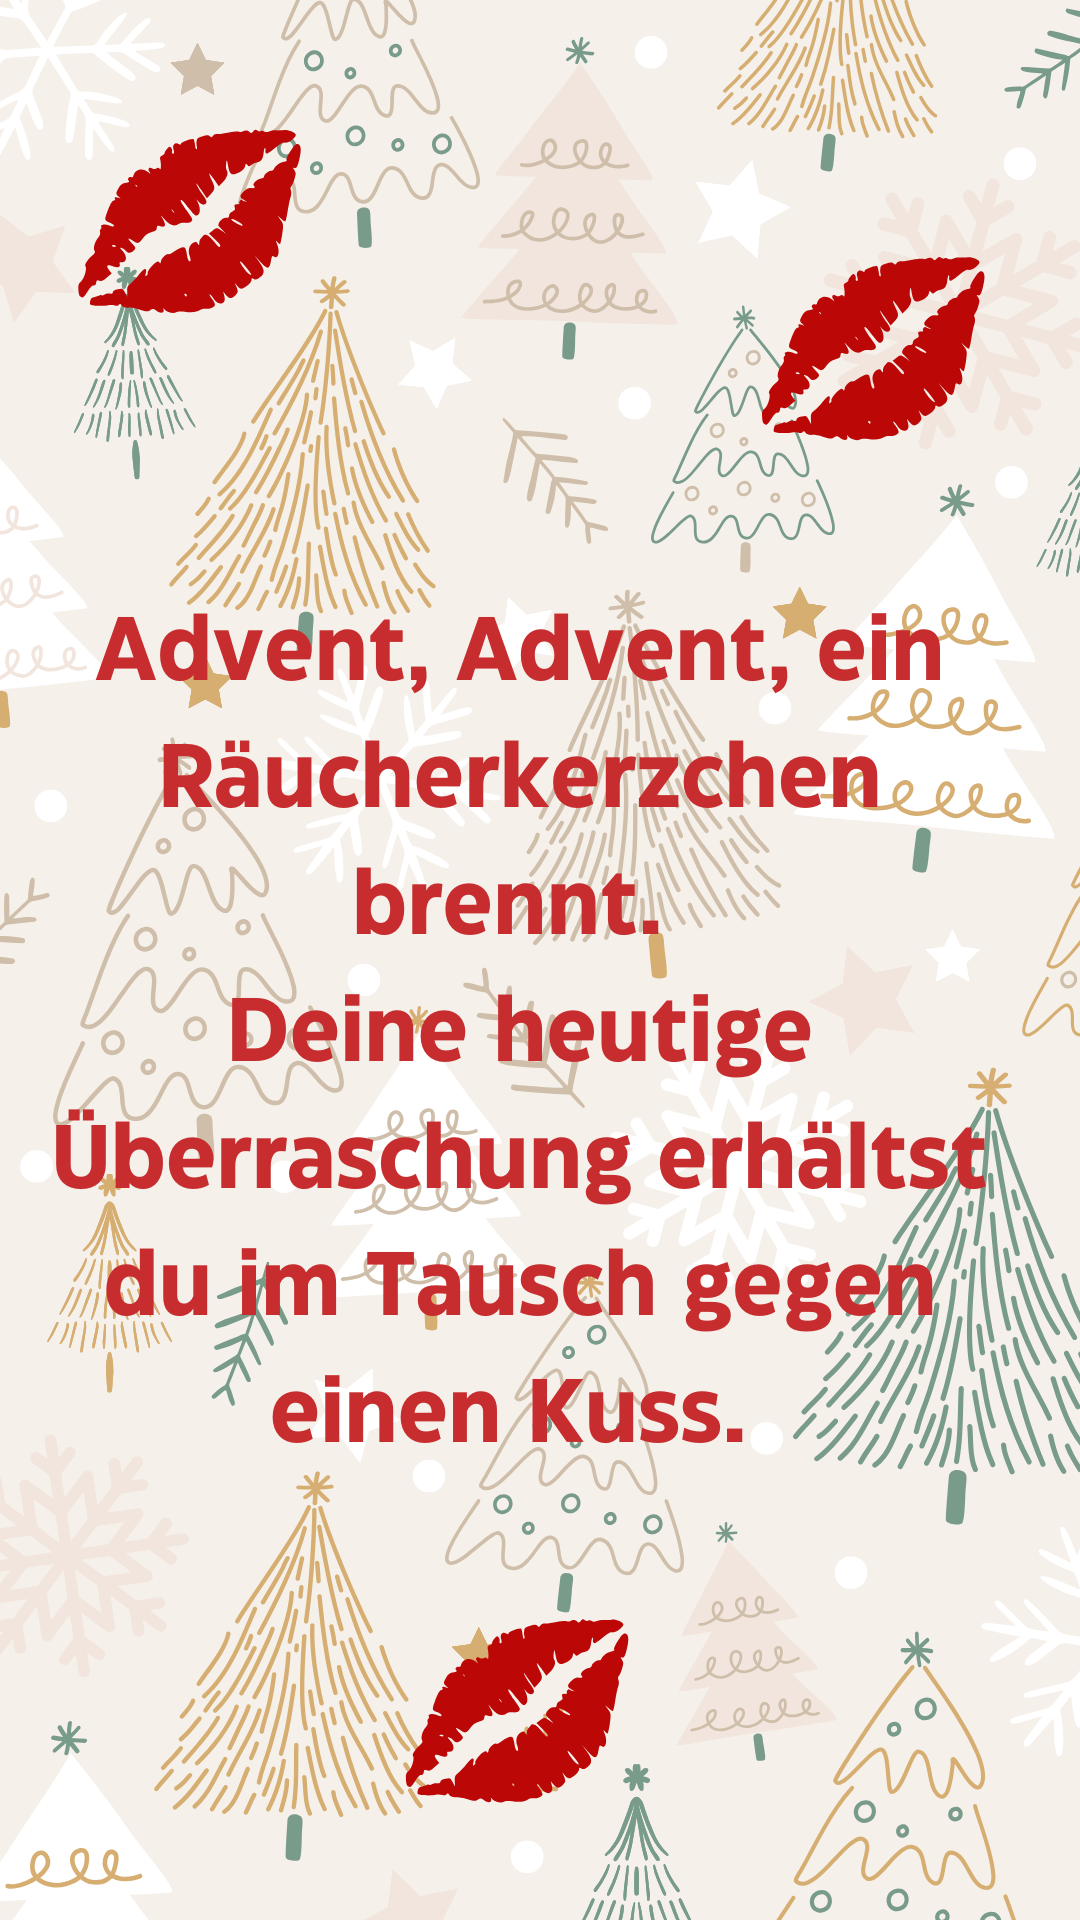 Advent, Advent, ein
Räucherkerzchen
brennt.
Deine heutige
Überraschung erhältst
du im Tausch gegen
einen Kuss.